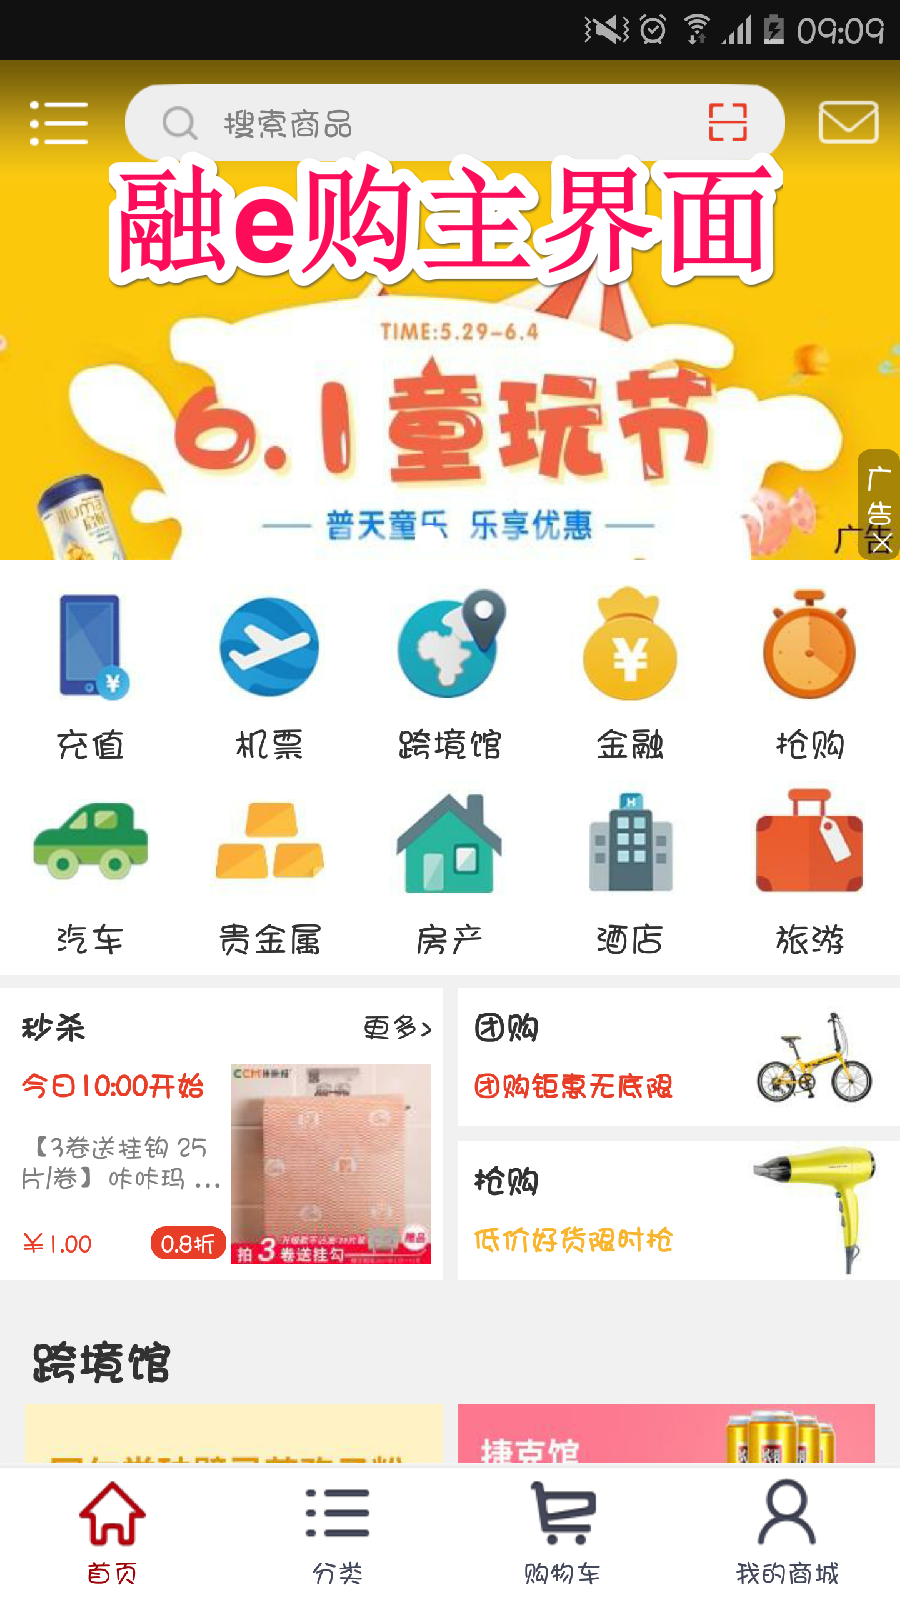 09:09
搜索商品
融e购主界面
TIME:5.29-6.4
6.1童玩节
普天童乐 乐享优惠
广告
广告
充值
机票
跨境馆
金融
抢购
汽车
贵金属
房产
酒店
旅游
秒杀
更多>
今日10:00开始
【3卷送挂钩 25
片/卷】咔咔玛 ...
¥1.00
0.8折
CCM
拍3卷送挂勾
赠品
团购
团购钜惠无底限
抢购
低价好货限时抢
跨境馆
捷克馆
首页
分类
购物车
我的商城